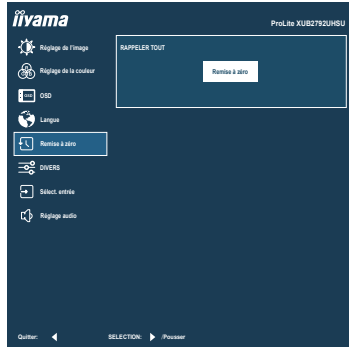 iiyama
ProLite XUB2792UHSU
Réglage de l'image
RAPPELER TOUT
Remise à zéro
Réglage de la couleur
OSD
OSD
Langue
Remise à zéro
DIVERS
Sélect. entrée
Réglage audio
Quitter:
SELECTION: /Pousser